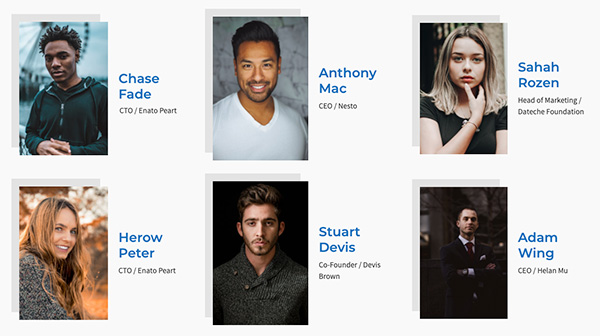 Chase
Fade
CTO / Enato Peart
Anthony
Mac
CEO / Nesto
Sahah
Rozen
Head of Marketing /
Dateche Foundation
Herow
Peter
CTO / Enato Peart
Stuart
Devis
Co-Founder / Devis
Brown
Adam
Wing
CEO / Helan Mu